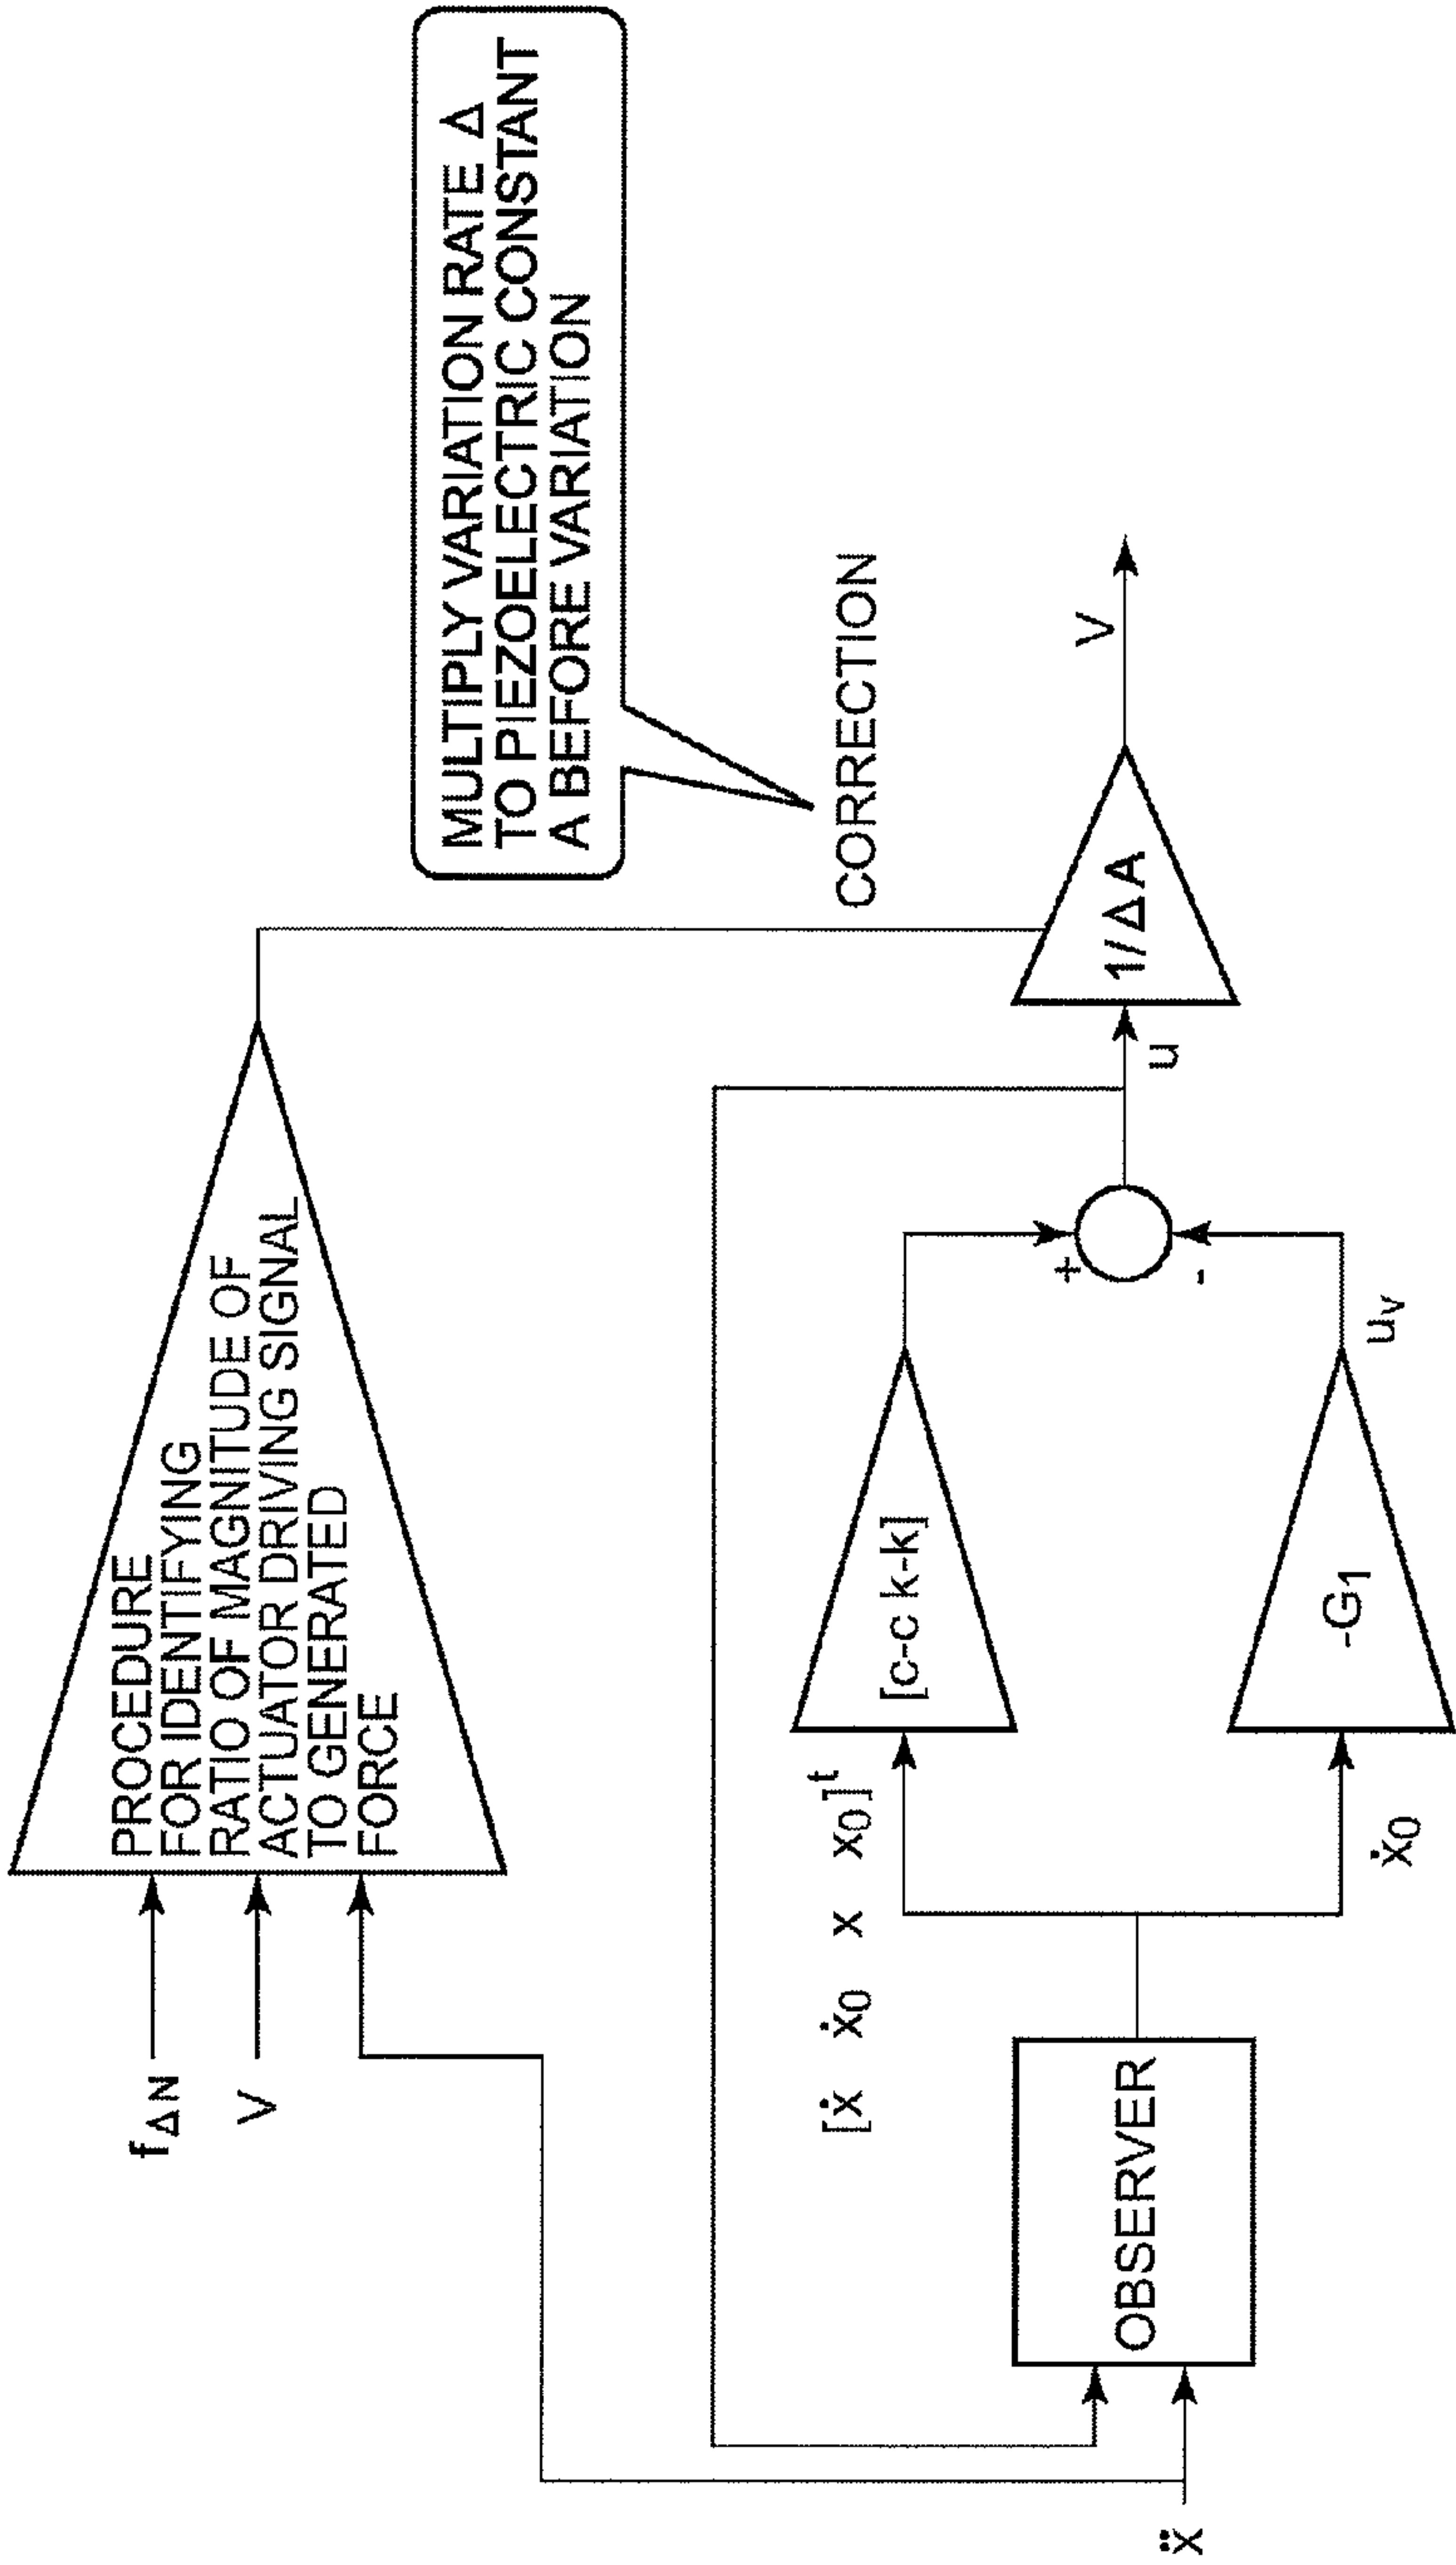 PROCEDURE
FOR IDENTIFYING
RATIO OF MAGNITUDE OF
ACTUATOR DRIVING SIGNAL
TO GENERATED
FORCE
f ΔN
V
MULTIPLY VARIATION RATE Δ
TO PIEZOELECTRIC CONSTANT
A BEFORE VARIATION
CORRECTION
[ẋ ẋ₀ x x₀]ᵗ
[c-c k-k]
+
-
u
1/ΔA
V
OBSERVER
ẍ
ẋ₀
-G₁
uᵥ